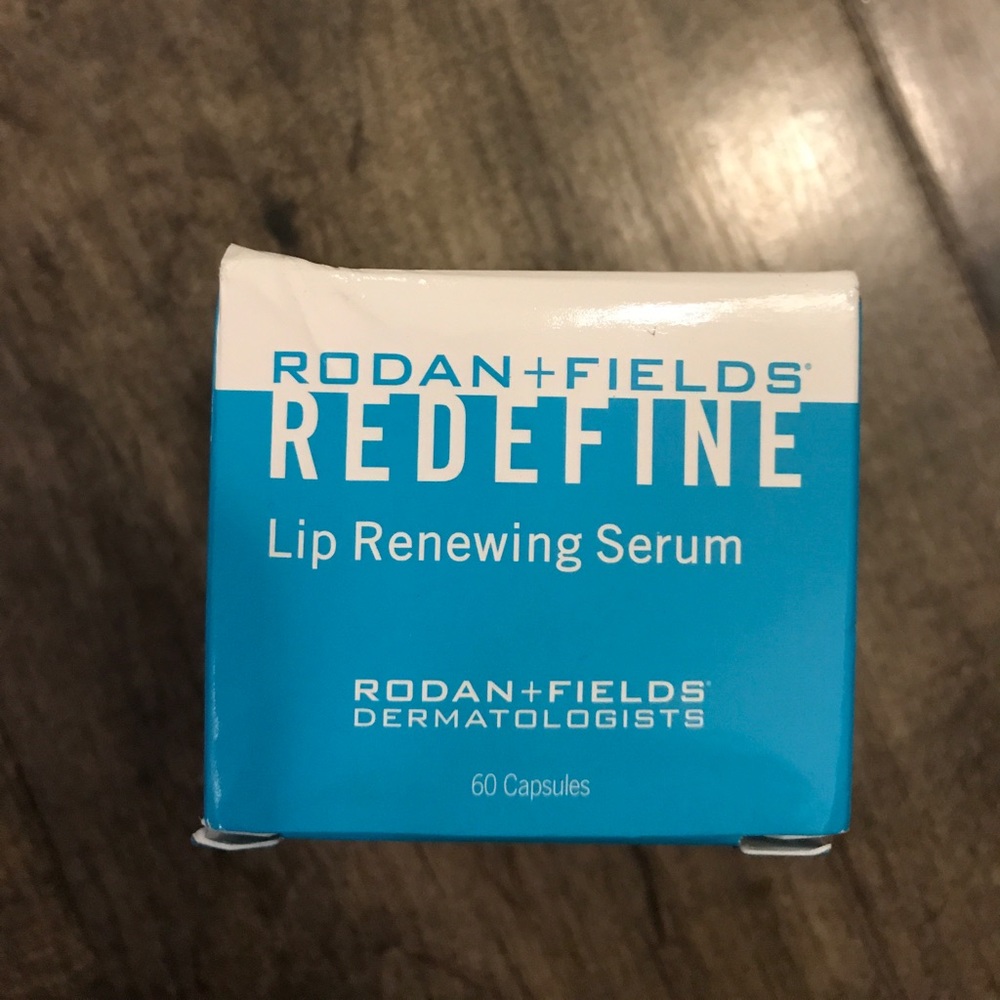 RODAN+FIELDS®
REDEFINE
Lip Renewing Serum
RODAN+FIELDS®
DERMATOLOGISTS
60 Capsules